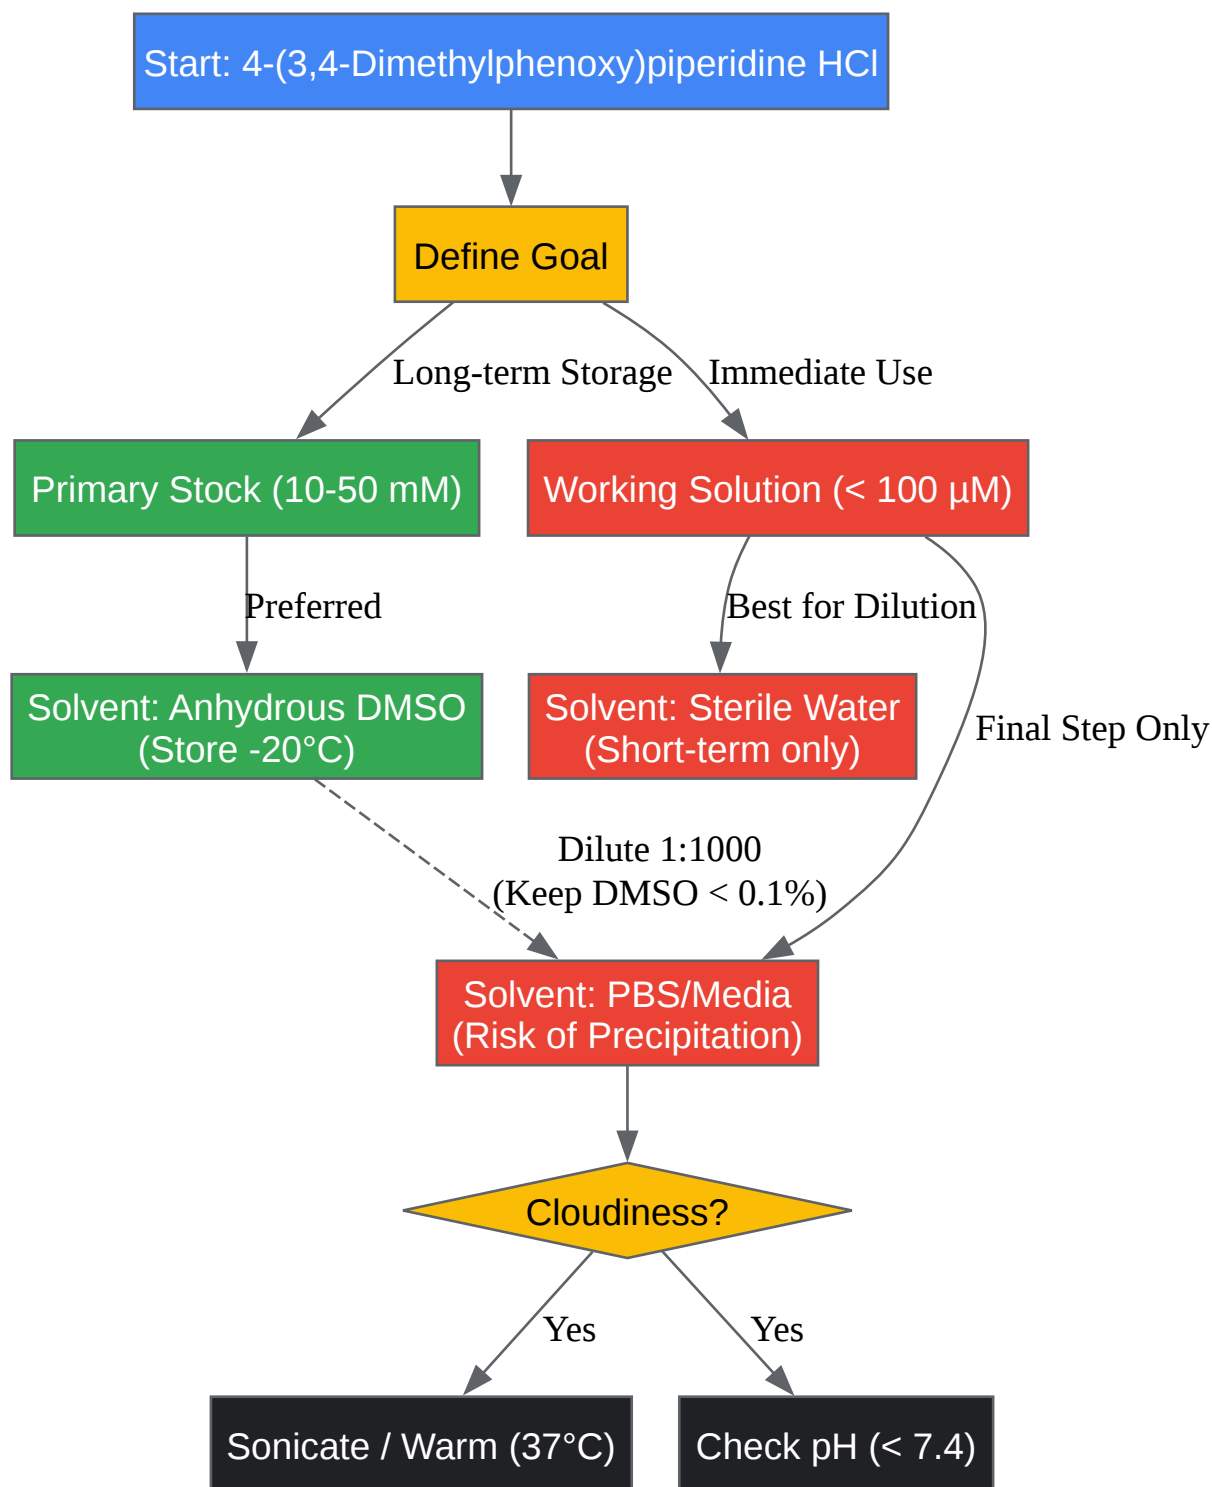 Start: 4-(3,4-Dimethylphenoxy)piperidine HCl
Define Goal
Long-term Storage
Immediate Use
Primary Stock (10-50 mM)
Working Solution (< 100 µM)
Preferred
Best for Dilution
Solvent: Anhydrous DMSO
(Store -20°C)
Solvent: Sterile Water
(Short-term only)
Final Step Only
Dilute 1:1000
(Keep DMSO < 0.1%)
Solvent: PBS/Media
(Risk of Precipitation)
Cloudiness?
Yes
Yes
Sonicate / Warm (37°C)
Check pH (< 7.4)